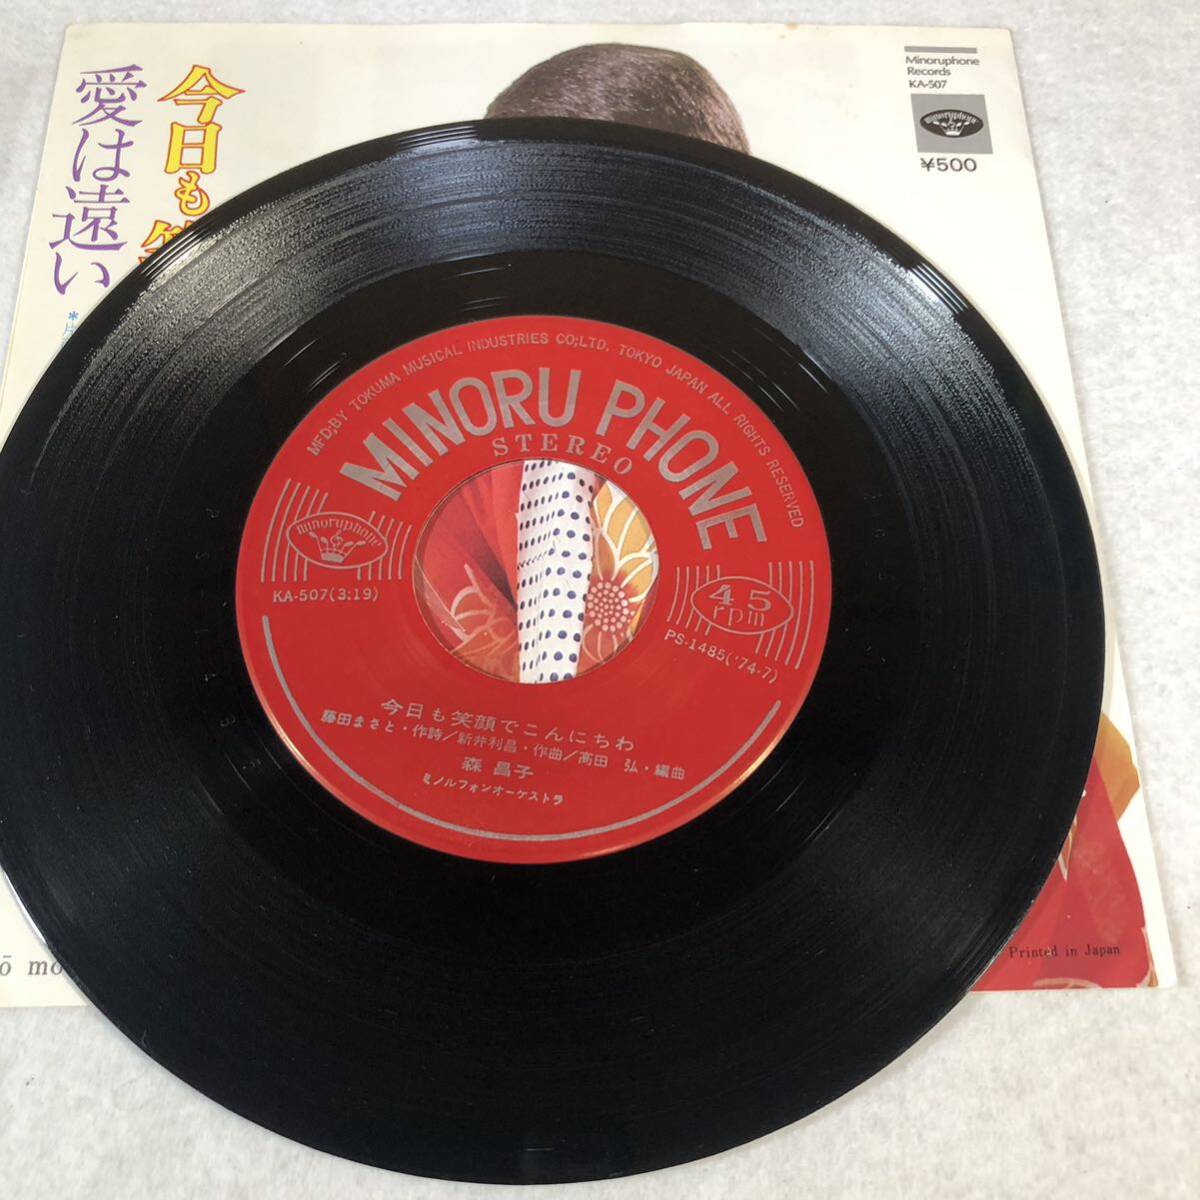 今日も
愛は遠い
Minoruphone
Records
KA-507
minoruphone
¥500
MFD;BY TOKUMA MUSICAL INDUSTRIES CO;LTD. TOKYO JAPAN ALL RIGHTS RESERVED
MINORU PHONE
STEREO
minoruphone
KA-507(3:19)
45
rpm
PS-1485('74-7)
今日も笑顔でこんにちわ
藤田まさと・作詩/新井利昌・作曲/高田 弘・編曲
森 昌子
ミノルフォンオーケストラ
ō mo
Printed in Japan